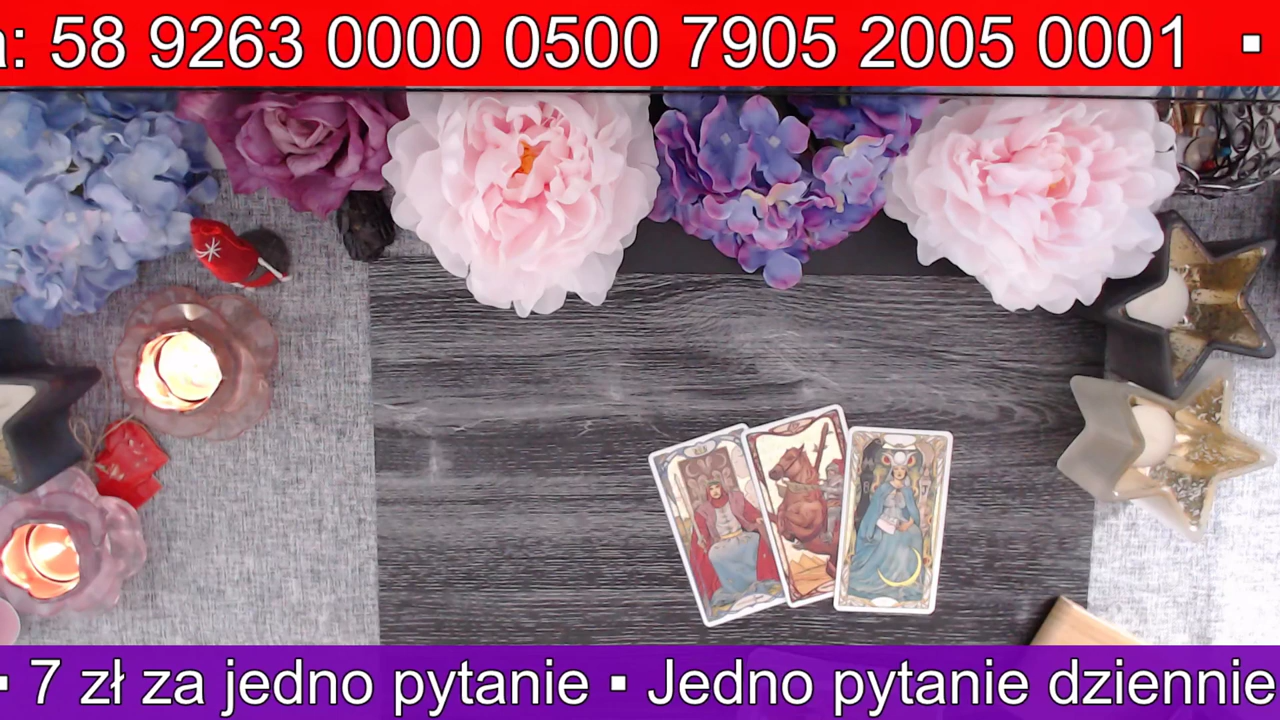 a: 58 9263 0000 0500 7905 2005 0001 ▪
▪ 7 zł za jedno pytanie ▪ Jedno pytanie dziennie